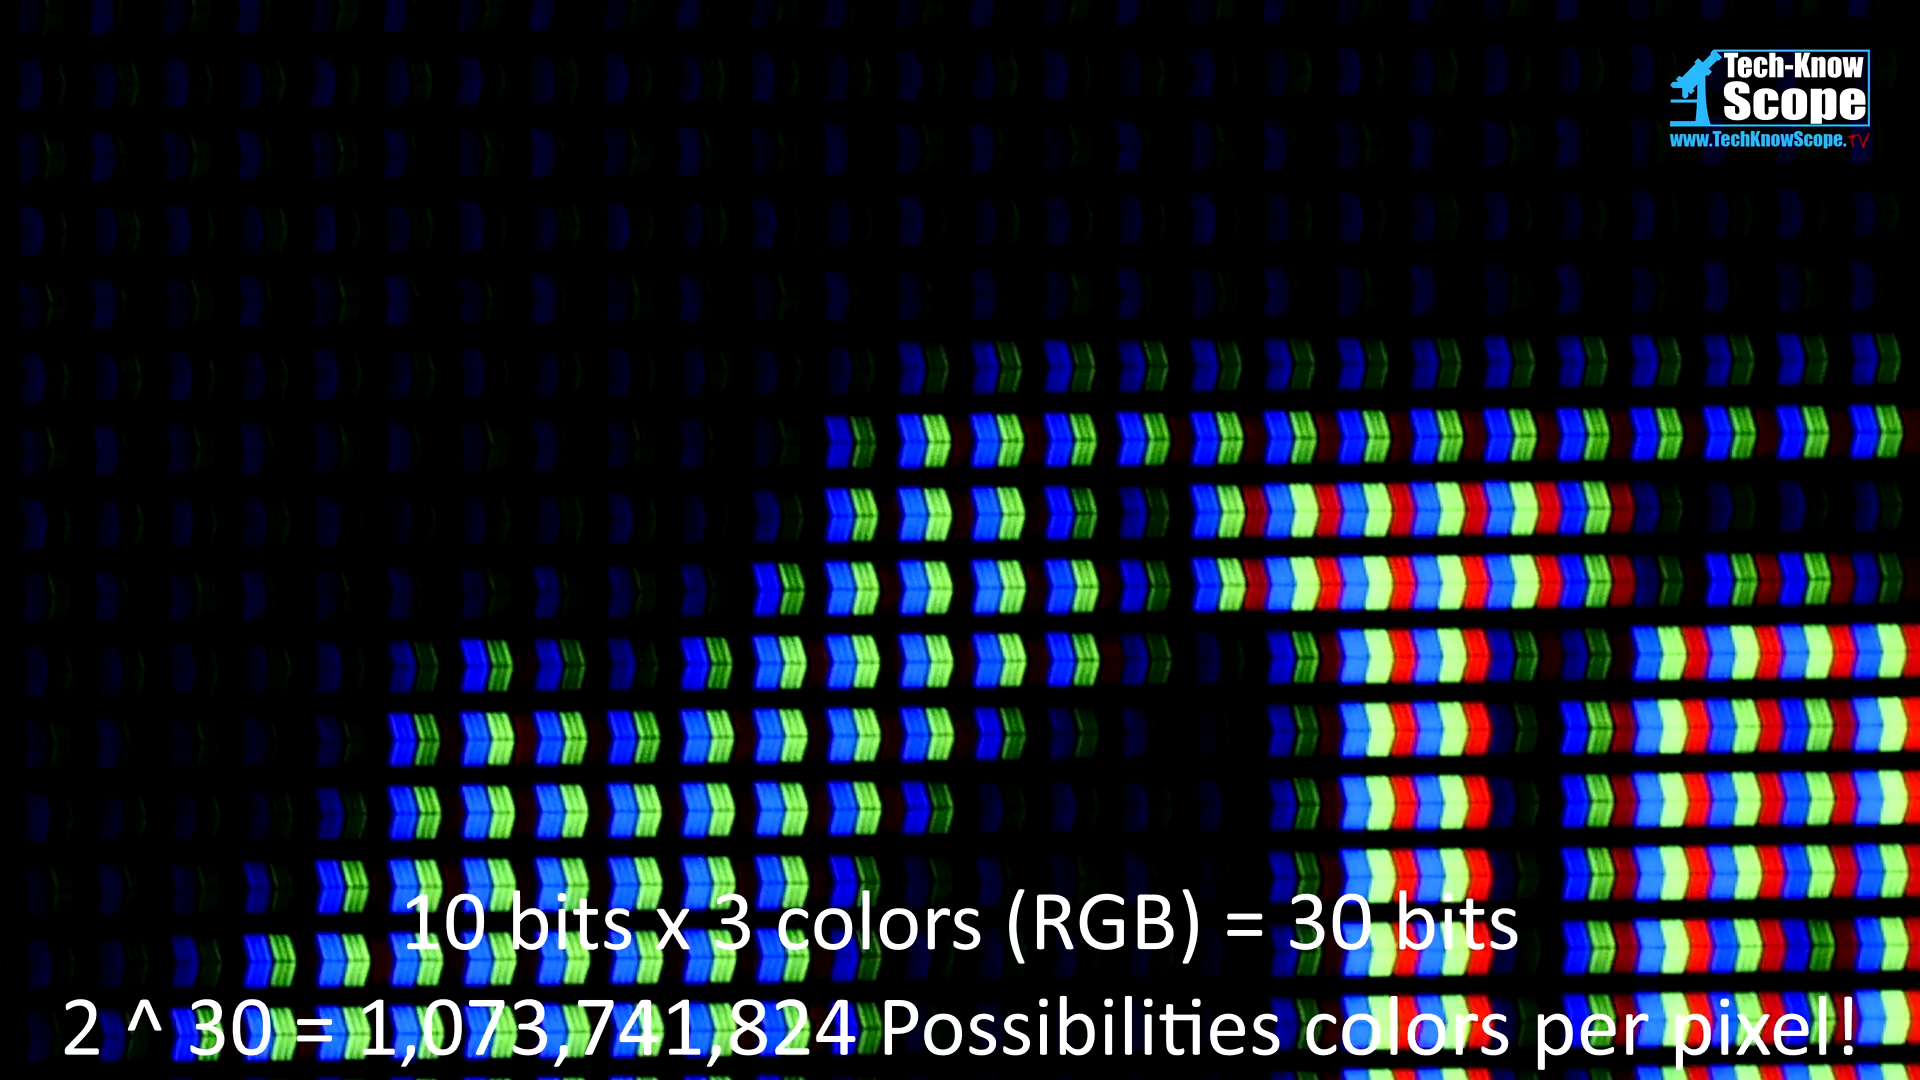 Tech-Know
Scope
www.TechKnowScope.TV
10 bits x 3 colors (RGB) = 30 bits
2 ^ 30 = 1,073,741,824 Possibilities colors per pixel!